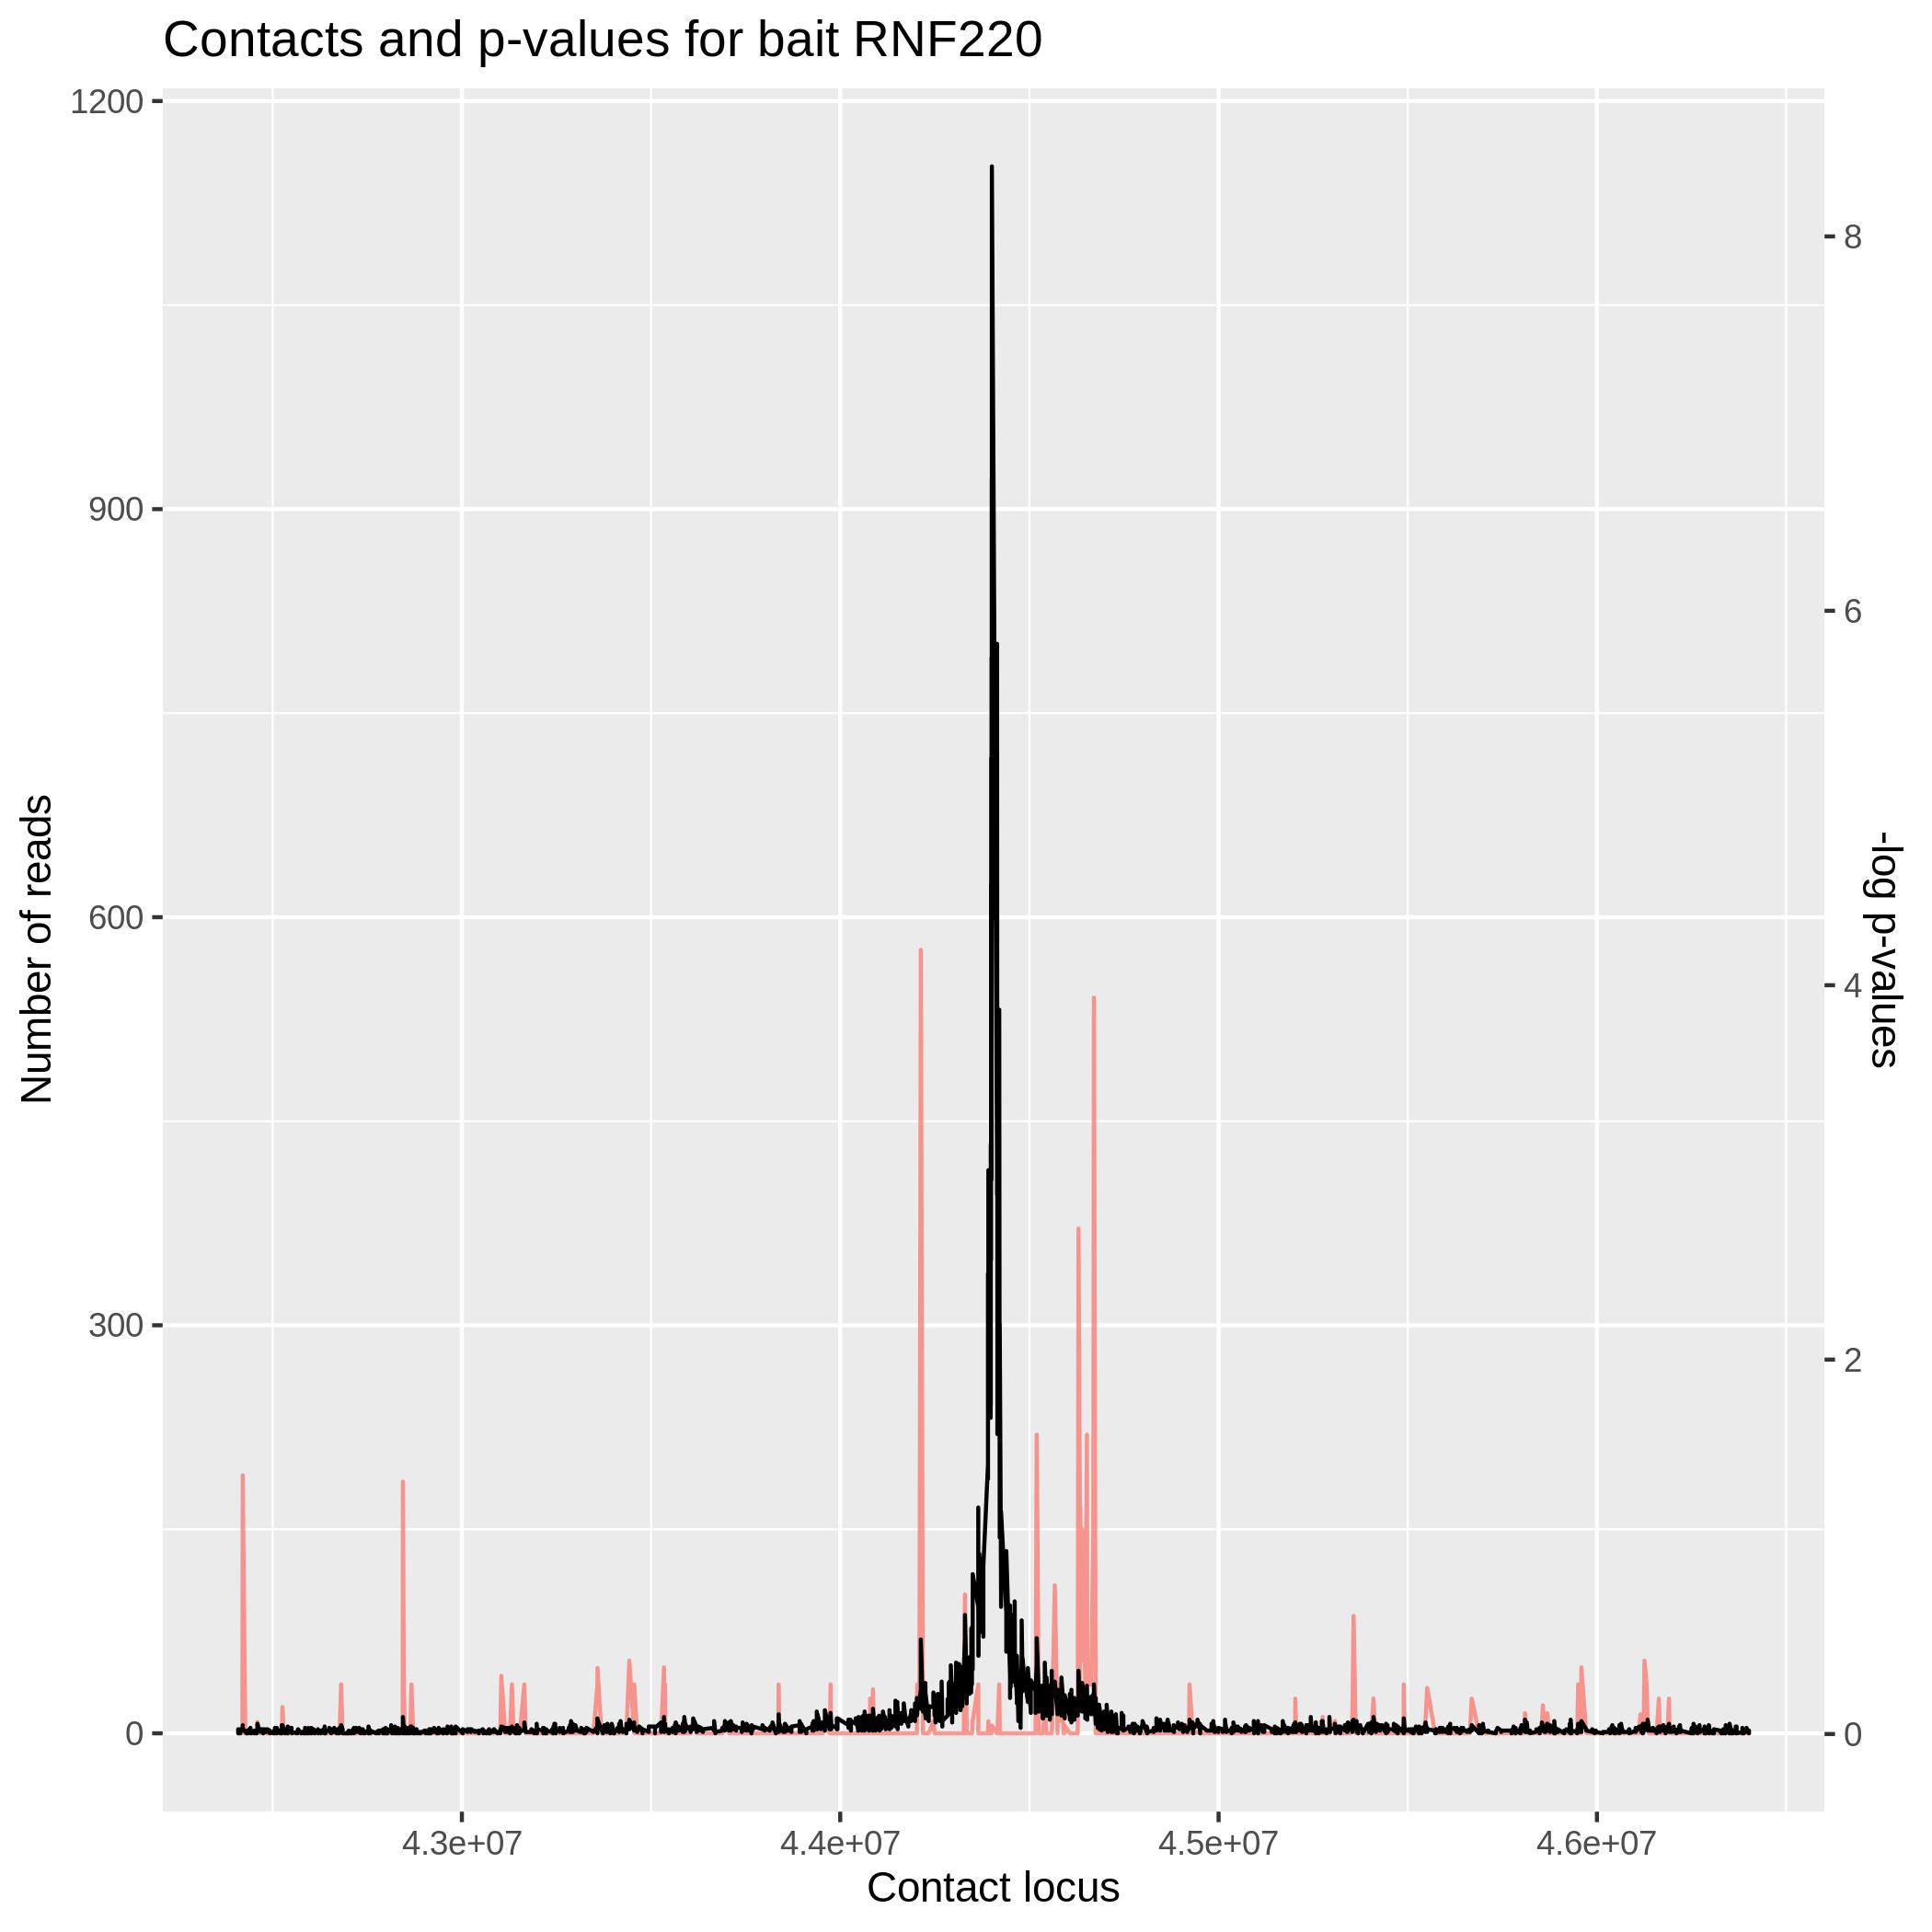 Contacts and p-values for bait RNF220
1200
900
600
300
0
Number of reads
8
6
4
2
0
-log p-values
4.3e+07
4.4e+07
4.5e+07
4.6e+07
Contact locus